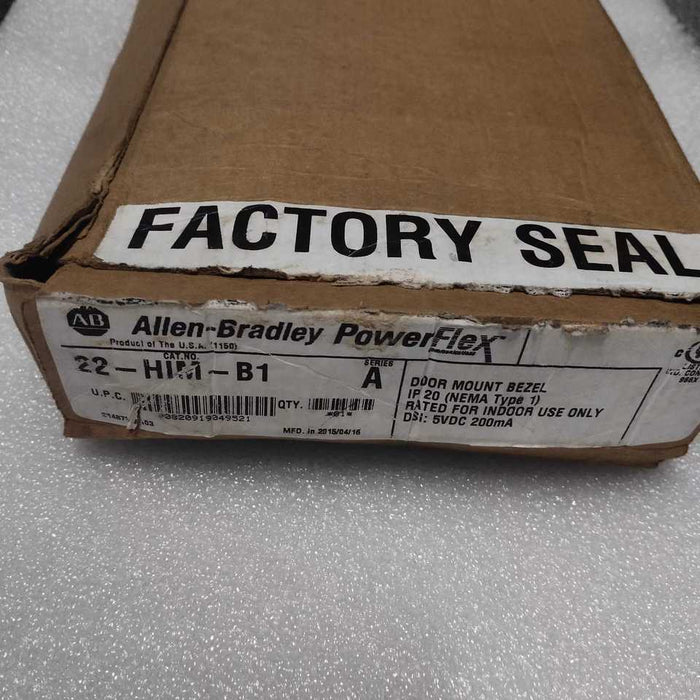 FACTORY SEAL
AB Allen-Bradley PowerFlex
Product of The U.S.A. (1150)
CAT.NO.
SERIES
22-HIM-B1
A
DOOR MOUNT BEZEL
IP 20 (NEMA Type 1)
RATED FOR INDOOR USE ONLY
DSI: 5VDC 200mA
U.P.C.
QTY.
MFD. in 2015/04/16